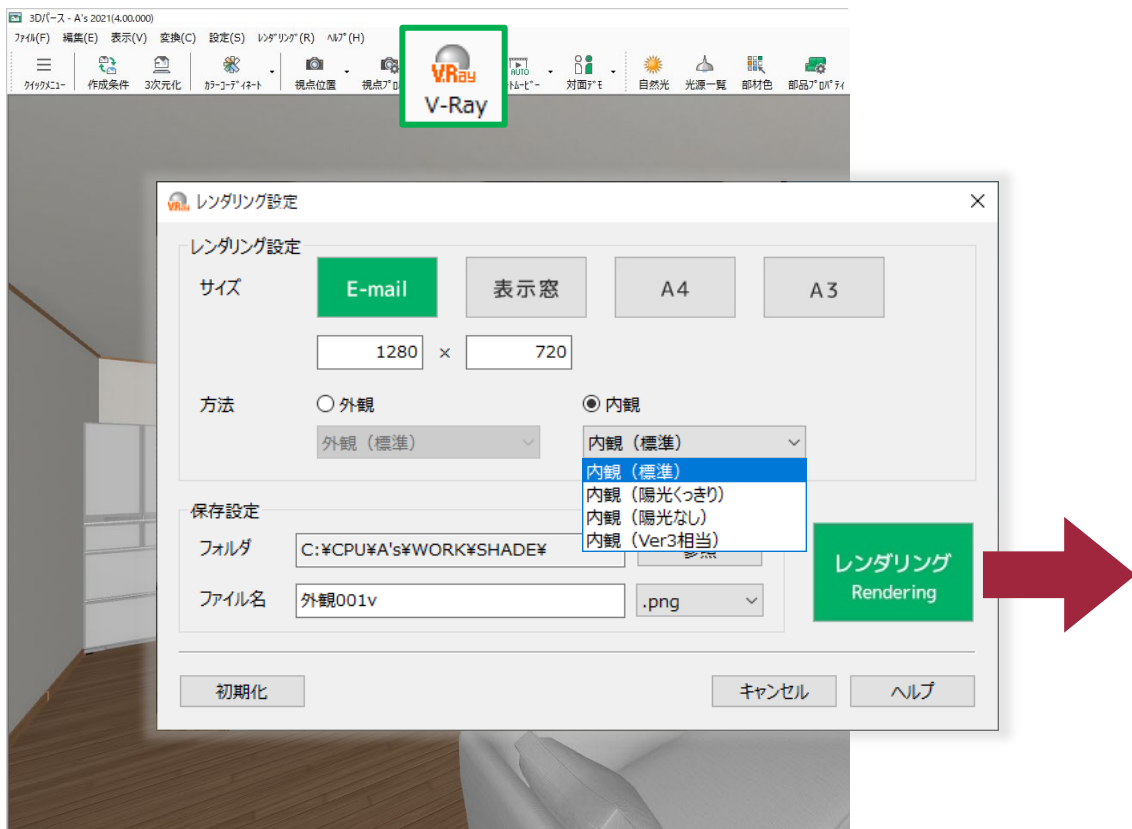 3Dパース - A's 2021(4.00.000)
ﾌｧｲﾙ(F) 編集(E) 表示(V) 変換(C) 設定(S) ﾚﾝﾀﾞﾘﾝｸﾞ(R) ﾍﾙﾌﾟ(H)
ｸｲｯｸﾒﾆｭｰ 作成条件 3次元化 ｶﾗｰｺｰﾃﾞｨﾈｰﾄ 視点位置 対面ﾃﾞﾓ 自然光 光源一覧 部材色 部品ﾌﾟﾛﾊﾟﾃｨ
AUTO
V.Ray
V-Ray
V.Ray レンダリング設定
レンダリング設定
サイズ E-mail 表示窓 A4 A3
1280 × 720
方法 外観 内観
外観（標準） 内観（標準）
内観（標準）
内観（陽光くっきり）
内観（陽光なし）
内観（Ver3相当）
保存設定
フォルダ C:¥CPU¥A's¥WORK¥SHADE¥
ファイル名 外観001v .png
レンダリング
Rendering
初期化 キャンセル ヘルプ